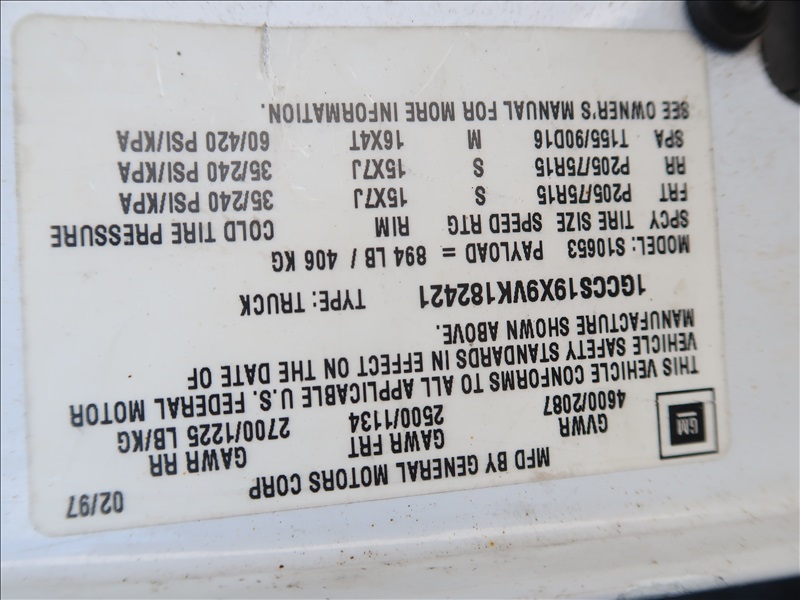 MFD BY GENERAL MOTORS CORP 02/97
GM
GVWR GAWR FRT GAWR RR
4600/2087 2500/1134 2700/1225 LB/KG
THIS VEHICLE CONFORMS TO ALL APPLICABLE U.S. FEDERAL MOTOR
VEHICLE SAFETY STANDARDS IN EFFECT ON THE DATE OF
MANUFACTURE SHOWN ABOVE.
1GCCS19X9VK182421 TYPE: TRUCK
MODEL: S10653 PAYLOAD = 894 LB / 406 KG
SPCY TIRE SIZE SPEED RTG RIM COLD TIRE PRESSURE
FRT P205/75R15 S 15X7J 35/240 PSI/KPA
RR P205/75R15 S 15X7J 35/240 PSI/KPA
SPA T155/90D16 M 16X4T 60/420 PSI/KPA
SEE OWNER'S MANUAL FOR MORE INFORMATION.